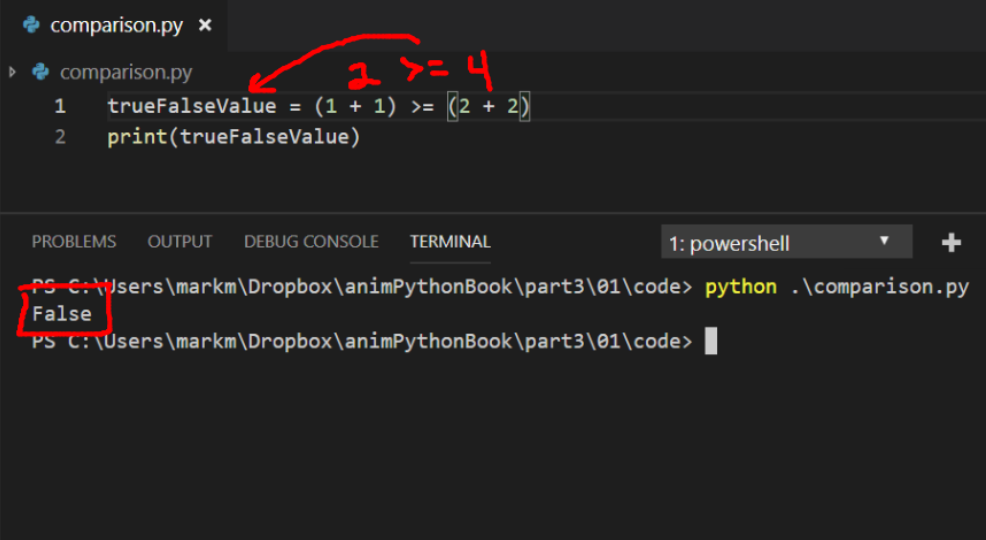 comparison.py ×
comparison.py
2 >= 4
1 trueFalseValue = (1 + 1) >= (2 + 2)
2 print(trueFalseValue)
PROBLEMS OUTPUT DEBUG CONSOLE TERMINAL 1: powershell
PS C:\Users\markm\Dropbox\animPythonBook\part3\01\code> python .\comparison.py
False
PS C:\Users\markm\Dropbox\animPythonBook\part3\01\code>